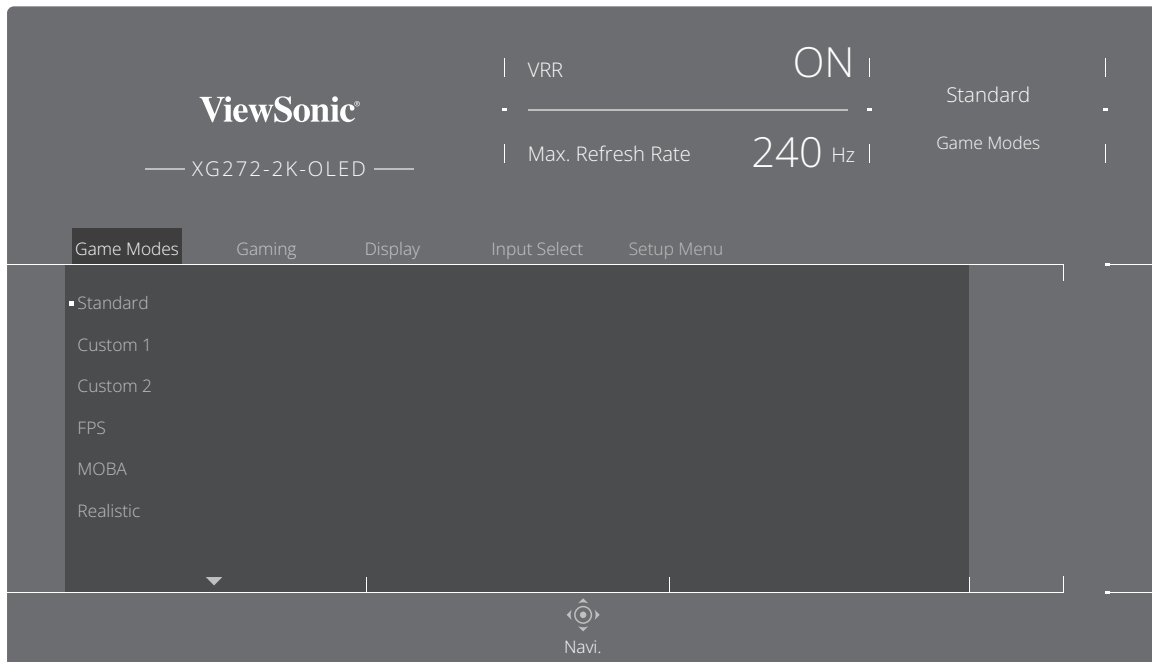 ViewSonic®
XG272-2K-OLED
VRR ON
Max. Refresh Rate 240 Hz
Standard
Game Modes
Game Modes Gaming Display Input Select Setup Menu
Standard
Custom 1
Custom 2
FPS
MOBA
Realistic
Navi.